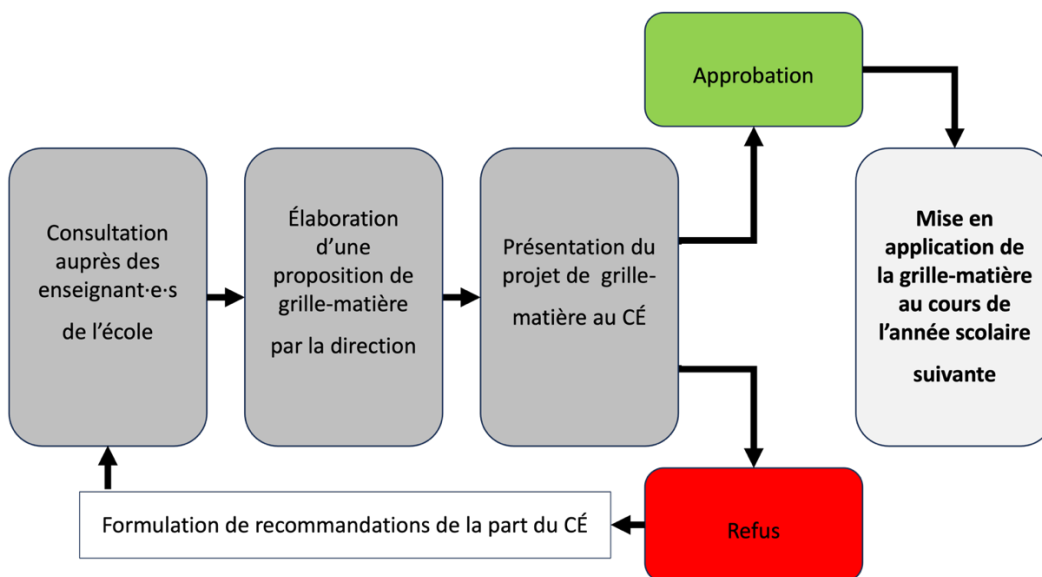 Consultation
auprès des
enseignant·e·s
de l’école
Élaboration
d’une
proposition de
grille-matière
par la direction
Présentation du
projet de grille-
matière au CÉ
Approbation
Mise en
application de
la grille-matière
au cours de
l’année scolaire
suivante
Refus
Formulation de recommandations de la part du CÉ